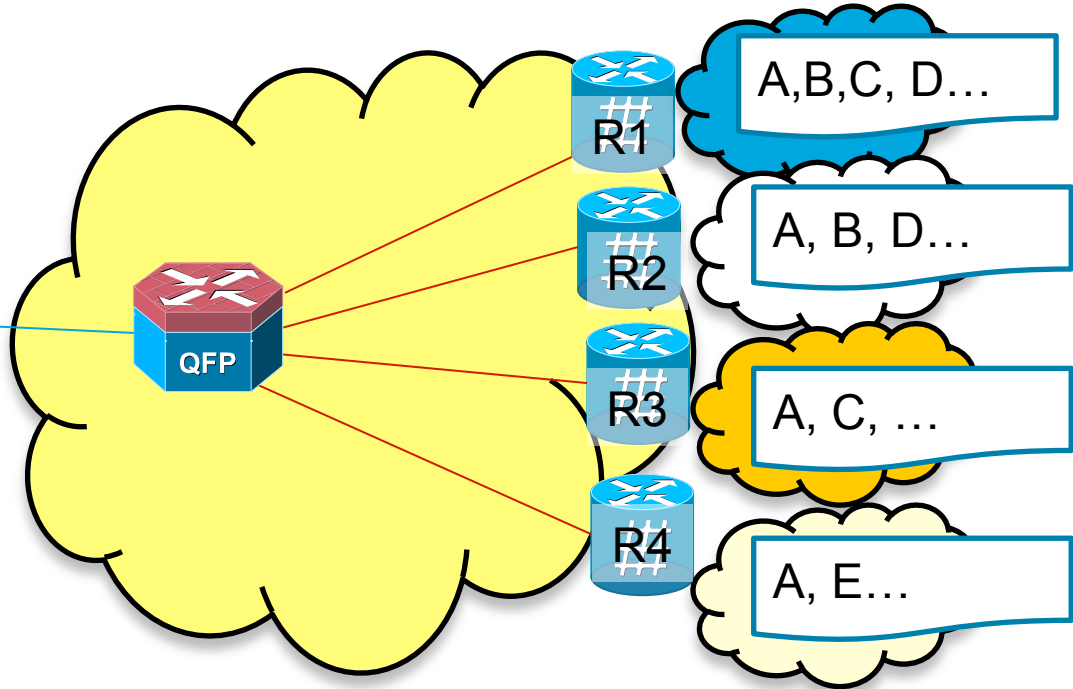 A,B,C, D…
R1
A, B, D…
R2
QFP
A, C, …
R3
R4
A, E…